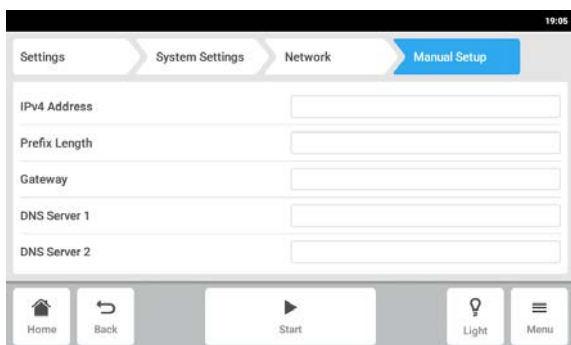 19:05
Settings System Settings Network Manual Setup
IPv4 Address
Prefix Length
Gateway
DNS Server 1
DNS Server 2
Home Back Start Light Menu